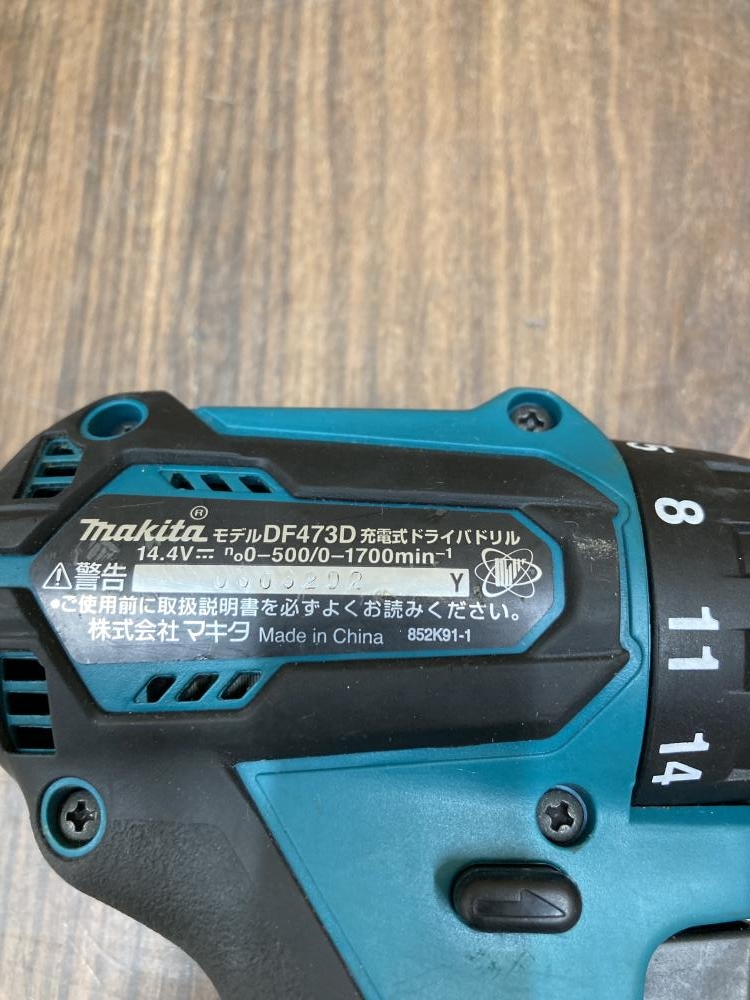 makita® モデルDF473D 充電式ドライバドリル
14.4V⎓ n₀0–500/0–1700min⁻¹
⚠警告 Y
●ご使用前に取扱説明書を必ずよくお読みください。
株式会社マキタ Made in China 852K91-1
5
8
11
14